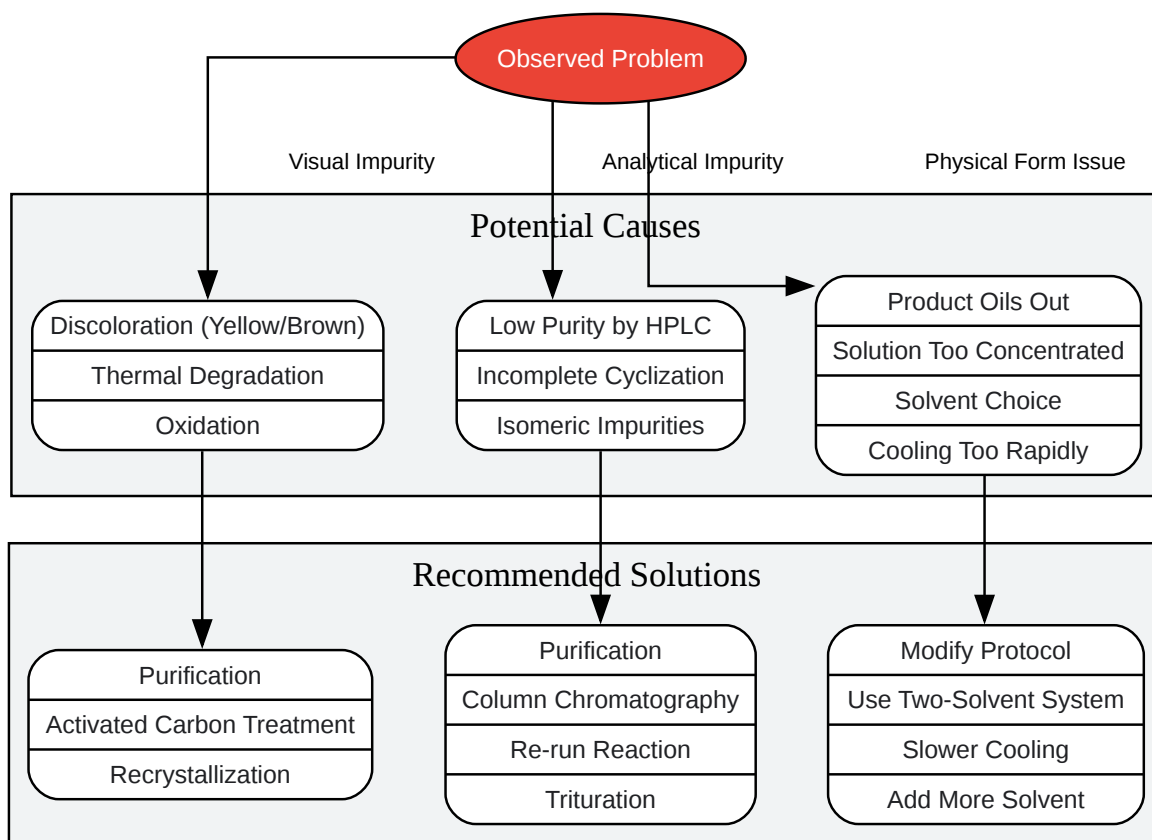 Observed Problem
Visual Impurity
Analytical Impurity
Physical Form Issue
Potential Causes
Discoloration (Yellow/Brown)
Thermal Degradation
Oxidation
Low Purity by HPLC
Incomplete Cyclization
Isomeric Impurities
Product Oils Out
Solution Too Concentrated
Solvent Choice
Cooling Too Rapidly
Recommended Solutions
Purification
Activated Carbon Treatment
Recrystallization
Purification
Column Chromatography
Re-run Reaction
Trituration
Modify Protocol
Use Two-Solvent System
Slower Cooling
Add More Solvent